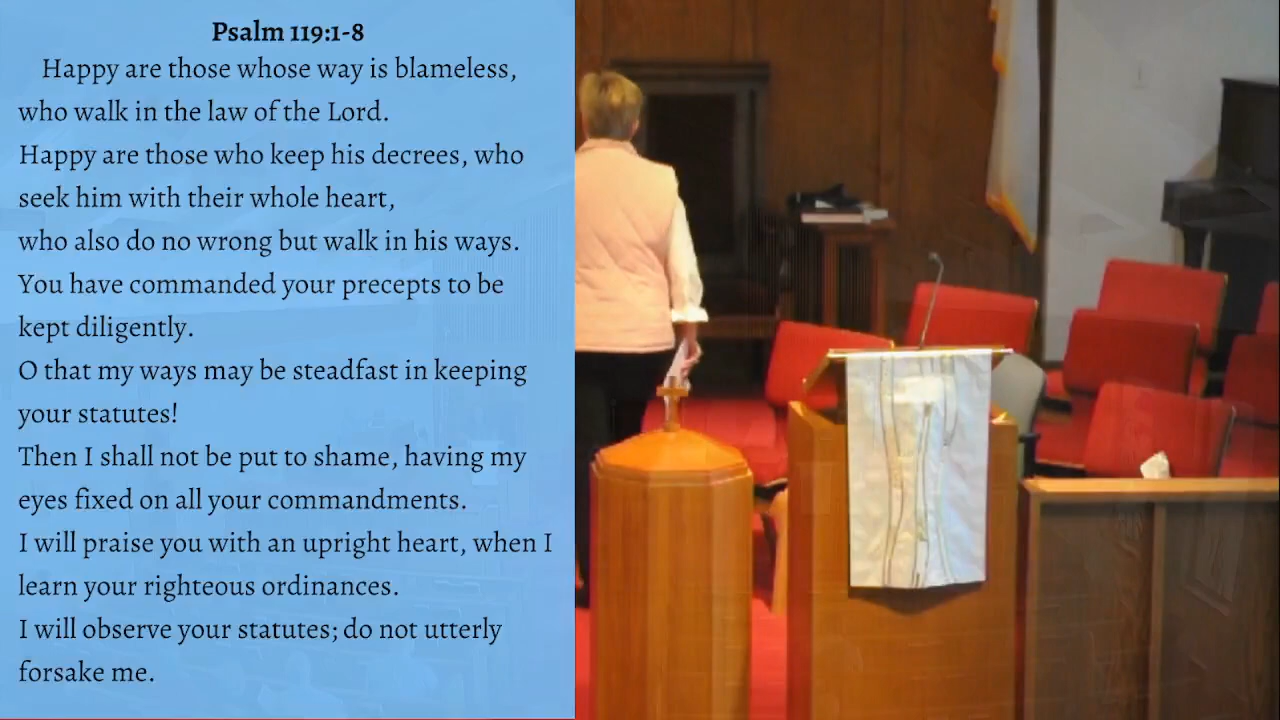 Psalm 119:1-8
Happy are those whose way is blameless,
who walk in the law of the Lord.
Happy are those who keep his decrees, who
seek him with their whole heart,
who also do no wrong but walk in his ways.
You have commanded your precepts to be
kept diligently.
O that my ways may be steadfast in keeping
your statutes!
Then I shall not be put to shame, having my
eyes fixed on all your commandments.
I will praise you with an upright heart, when I
learn your righteous ordinances.
I will observe your statutes; do not utterly
forsake me.